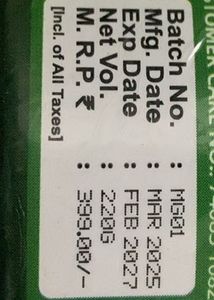 Batch No. : MG01
Mfg. Date : MAR 2025
Exp Date : FEB 2027
Net Vol. : 220G
M. R.P. ₹ : 399.00/-
[Incl. of All Taxes]